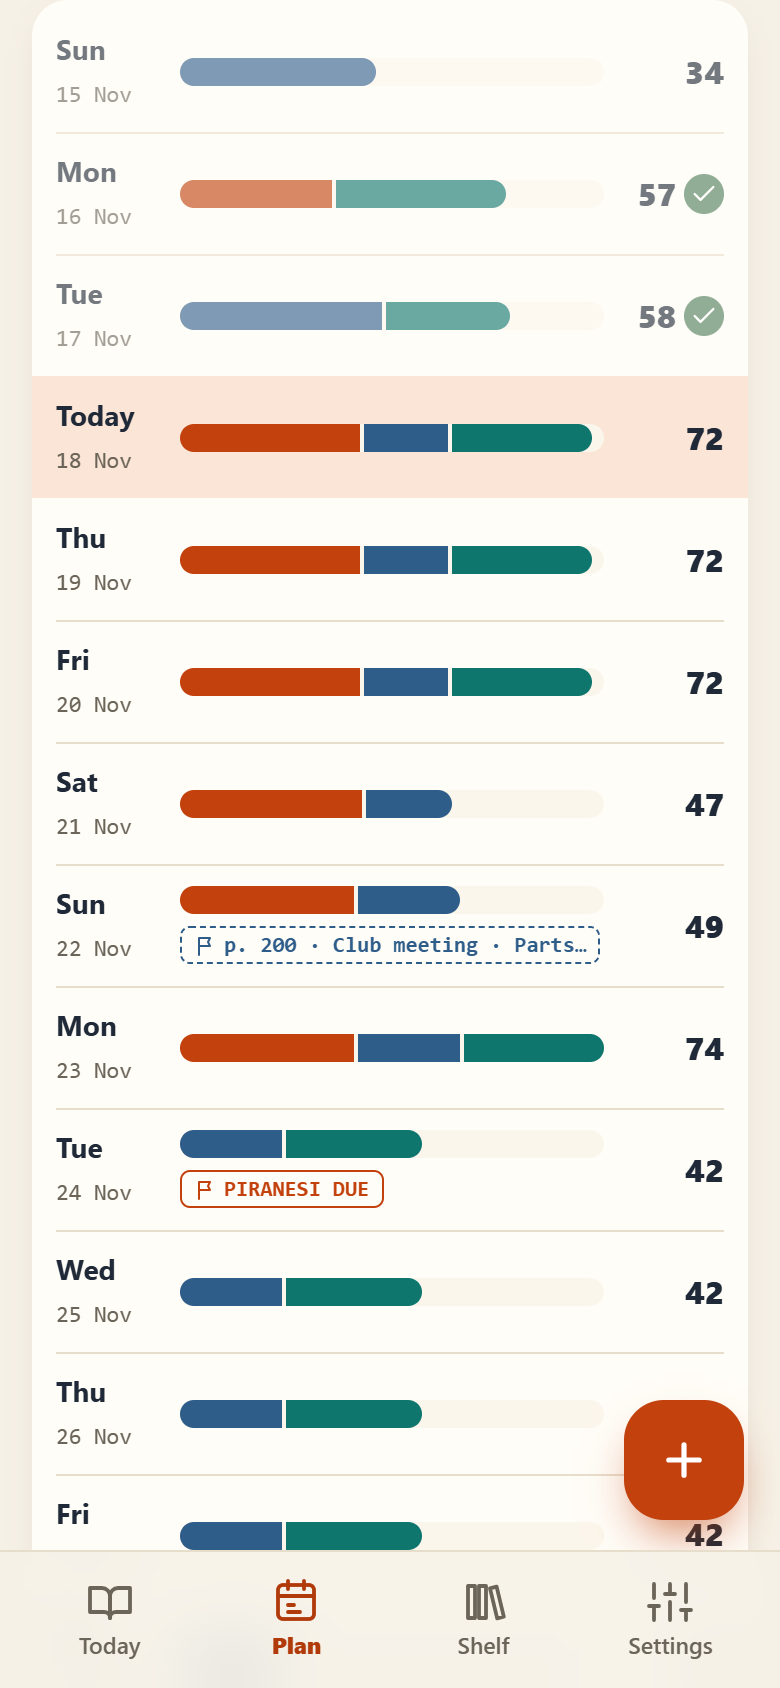 Sun
15 Nov
34
Mon
16 Nov
57
Tue
17 Nov
58
Today
18 Nov
72
Thu
19 Nov
72
Fri
20 Nov
72
Sat
21 Nov
47
Sun
22 Nov
p. 200 · Club meeting · Parts…
49
Mon
23 Nov
74
Tue
24 Nov
PIRANESI DUE
42
Wed
25 Nov
42
Thu
26 Nov
Fri
42
Today
Plan
Shelf
Settings